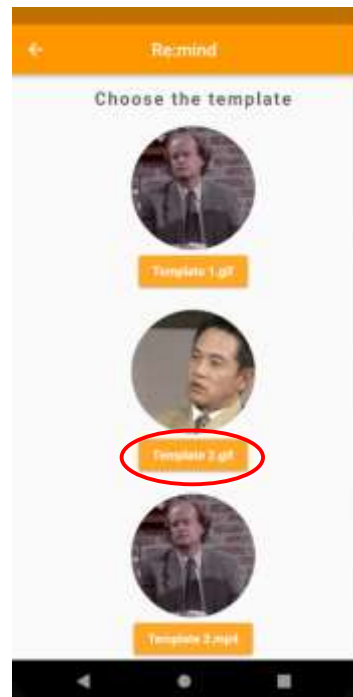 Re:mind
Choose the template
Template 1.gif
Template 2.gif
Template 3.mp4